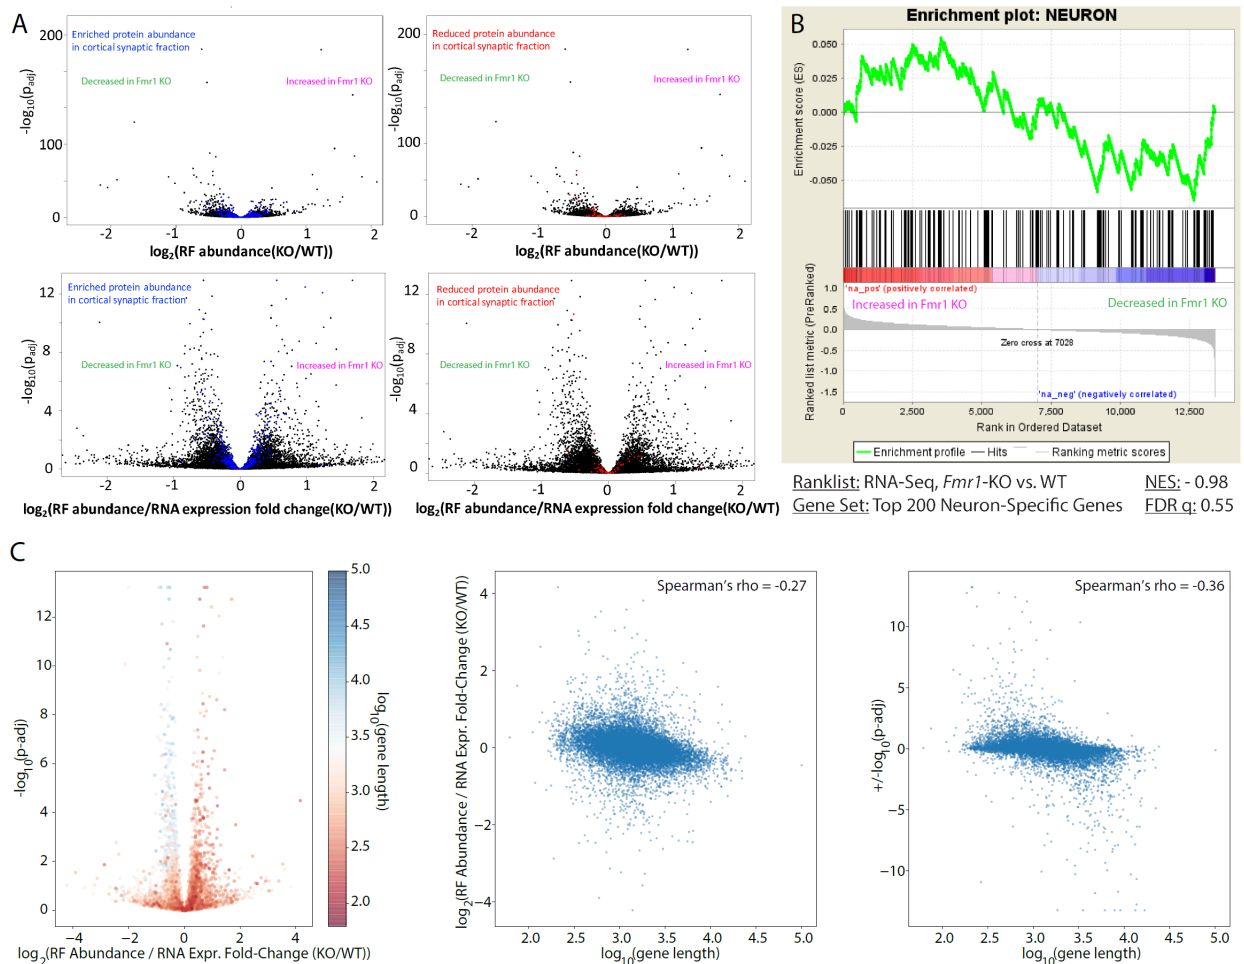 A
200
100
0
-log10(padj)
Enriched protein abundance
in cortical synaptic fraction
Decreased in Fmr1 KO
Increased in Fmr1 KO
-2
-1
0
1
2
log2(RF abundance(KO/WT))
200
100
0
-log10(padj)
Reduced protein abundance
in cortical synaptic fraction
Decreased in Fmr1 KO
Increased in Fmr1 KO
-2
-1
0
1
2
log2(RF abundance(KO/WT))
12
8
4
0
-log10(padj)
Enriched protein abundance
in cortical synaptic fraction
Decreased in Fmr1 KO
Increased in Fmr1 KO
-2
-1
0
1
2
log2(RF abundance/RNA expression fold change(KO/WT)
12
8
4
0
-log10(padj)
Reduced protein abundance
in cortical synaptic fraction
Decreased in Fmr1 KO
Increased in Fmr1 KO
-2
-1
0
1
2
log2(RF abundance/RNA expression fold change(KO/WT)
B
Enrichment plot: NEURON
Enrichment score (ES)
0.050
0.025
0.000
-0.025
-0.050
Ranked list metric (PreRanked)
1.0
0.5
0.0
-0.5
-1.0
-1.5
'na_pos' (positively correlated)
Increased in Fmr1 KO
Decreased in Fmr1 KO
Zero cross at 7028
'na_neg' (negatively correlated)
0
2,500
5,000
7,500
10,000
12,500
Rank in Ordered Dataset
Enrichment profile
Hits
Ranking metric scores
Ranklist: RNA-Seq, Fmr1-KO vs. WT
NES: - 0.98
Gene Set: Top 200 Neuron-Specific Genes
FDR q: 0.55
C
12
10
8
6
4
2
0
-log10(p-adj)
−4
−2
0
2
4
log2(RF Abundance / RNA Expr. Fold-Change (KO/WT))
5.0
4.5
4.0
3.5
3.0
2.5
2.0
log10(gene length)
Spearman's rho = -0.27
4
2
0
−2
−4
log2(RF Abundance / RNA Expr. Fold-Change (KO/WT))
2.0
2.5
3.0
3.5
4.0
4.5
5.0
log10(gene length)
Spearman's rho = -0.36
10
5
0
−5
−10
+/-log10(p-adj)
2.0
2.5
3.0
3.5
4.0
4.5
5.0
log10(gene length)